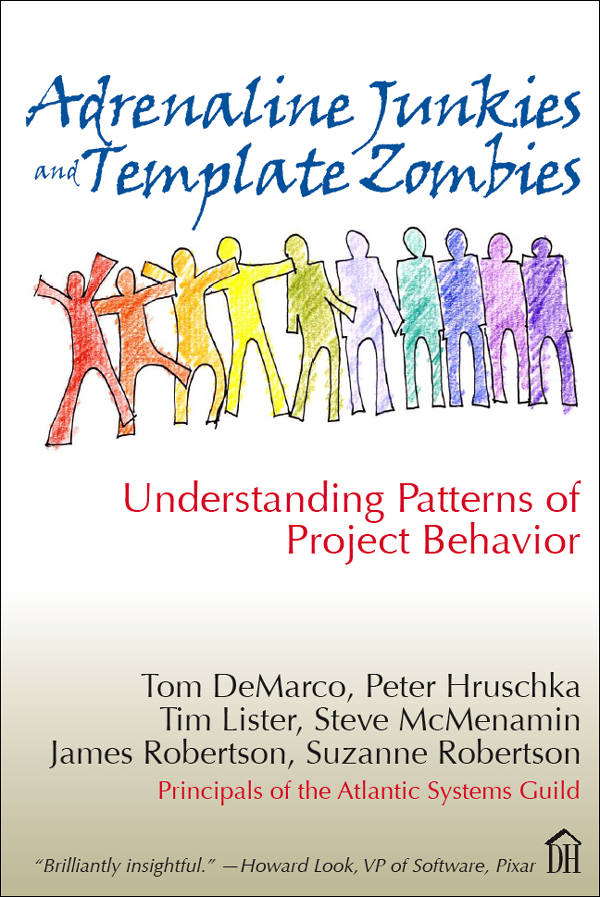 Adrenaline Junkies
and Template Zombies
Understanding Patterns of
Project Behavior
Tom DeMarco, Peter Hruschka
Tim Lister, Steve McMenamin
James Robertson, Suzanne Robertson
Principals of the Atlantic Systems Guild
“Brilliantly insightful.” —Howard Look, VP of Software, Pixar
DH